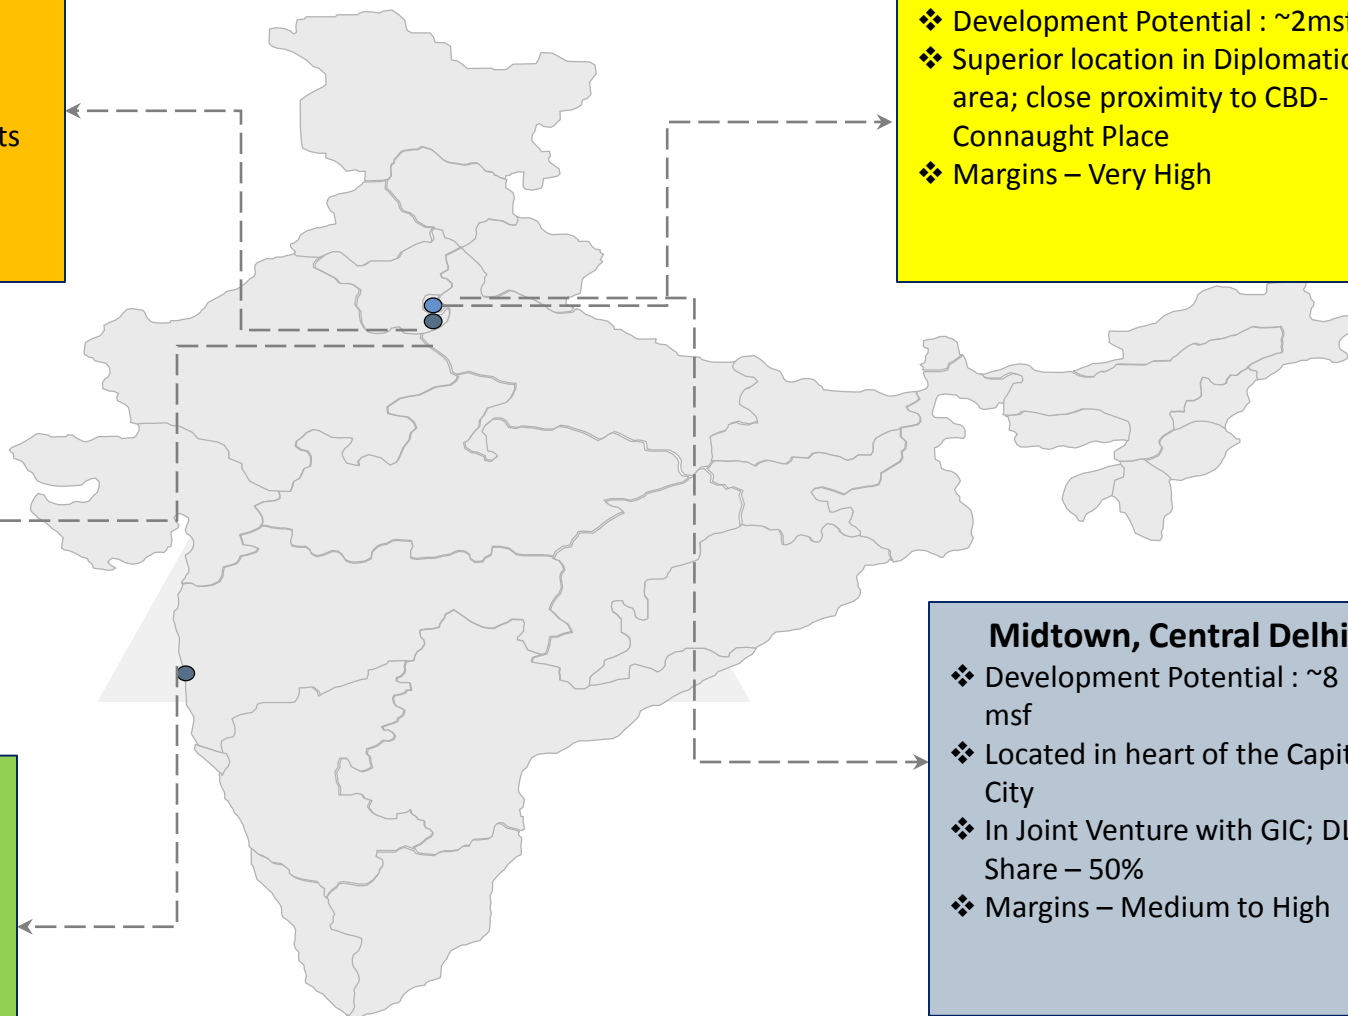 ts
❖ Development Potential : ~2msf
❖ Superior location in Diplomatic
area; close proximity to CBD-
Connaught Place
❖ Margins – Very High
Midtown, Central Delhi
❖ Development Potential : ~8
msf
❖ Located in heart of the Capit
City
❖ In Joint Venture with GIC; DL
Share – 50%
❖ Margins – Medium to High